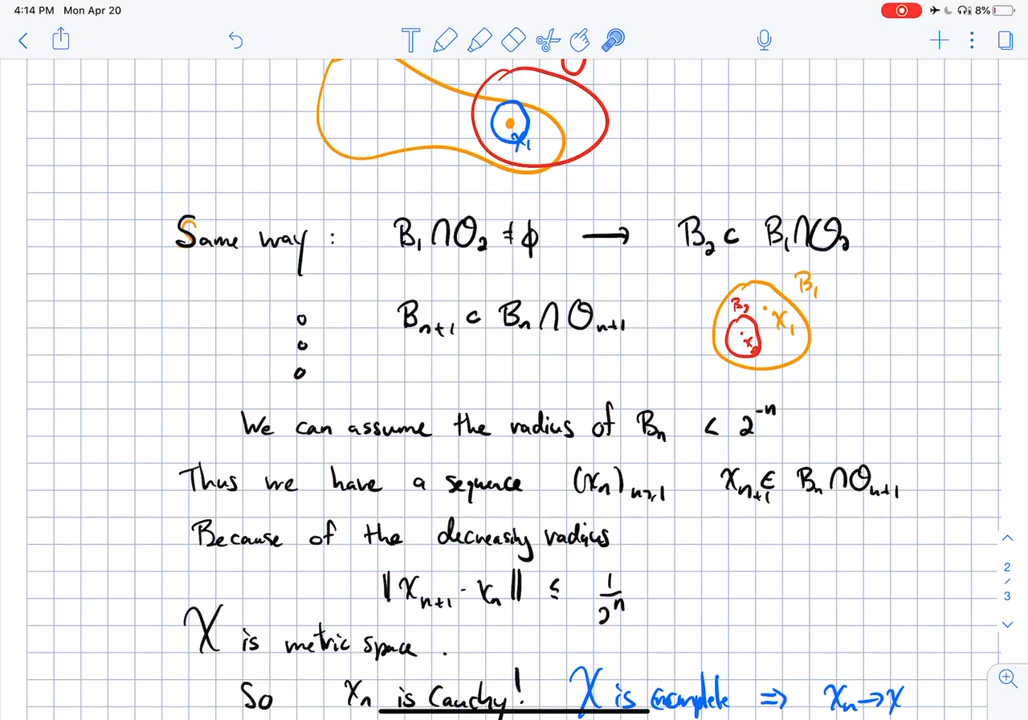 4:14 PM Mon Apr 20
8%
T
U
x₁
Same way : B₁ ∩ O₂ ≠ ϕ → B₂ ⊂ B₁ ∩ O₂
B₁
B₂
x₁
Bₙ₊₁ ⊂ Bₙ ∩ Oₙ₊₁
We can assume the radius of Bₙ < 2⁻ⁿ
Thus we have a sequence (xₙ)ₙ≥₁ xₙ₊₁ ∈ Bₙ ∩ Oₙ₊₁
Because of the decreasing radius
‖xₙ₊₁ - xₙ‖ ≤ 1/2ⁿ
X is metric space.
So xₙ is Cauchy! X is complete ⇒ xₙ → x
2
/
3